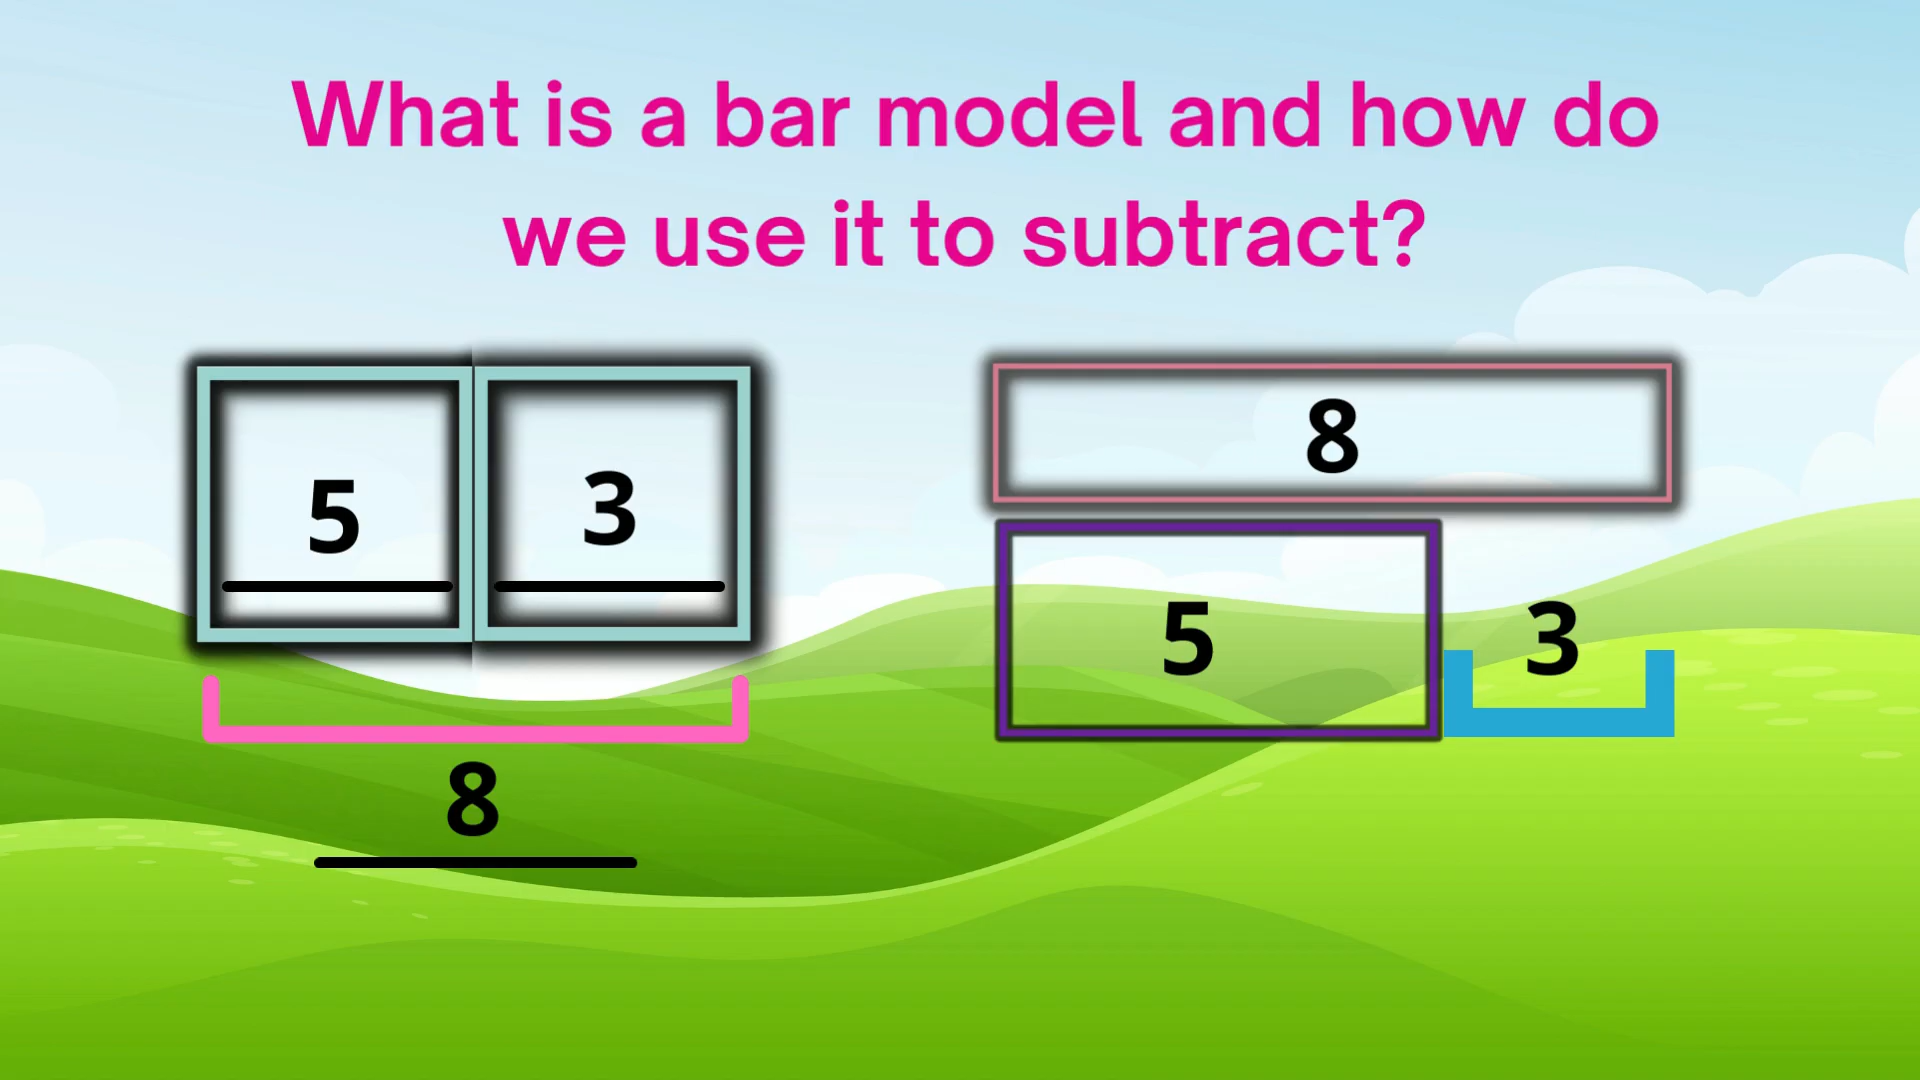 What is a bar model and how do
we use it to subtract?
5 3
8
8
5 3